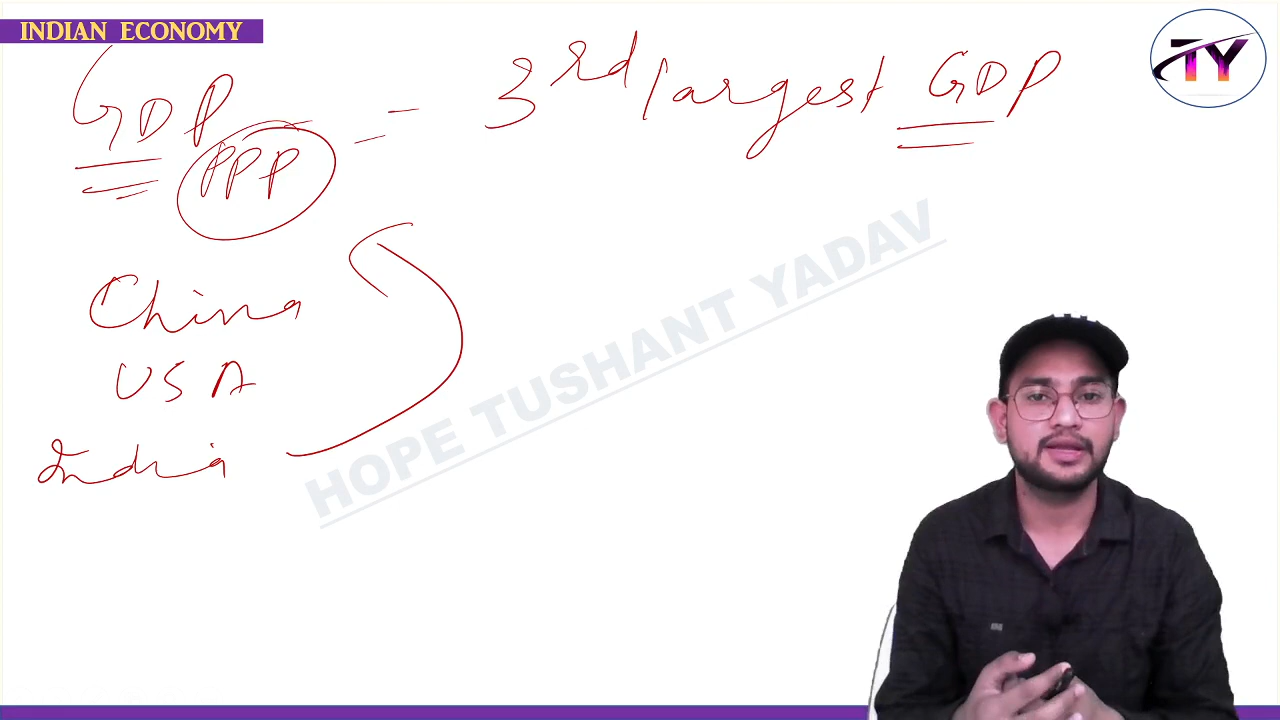 INDIAN ECONOMY
TY
GDP = 3rd largest GDP
PPP
China
USA
India
HOPE TUSHANT YADAV